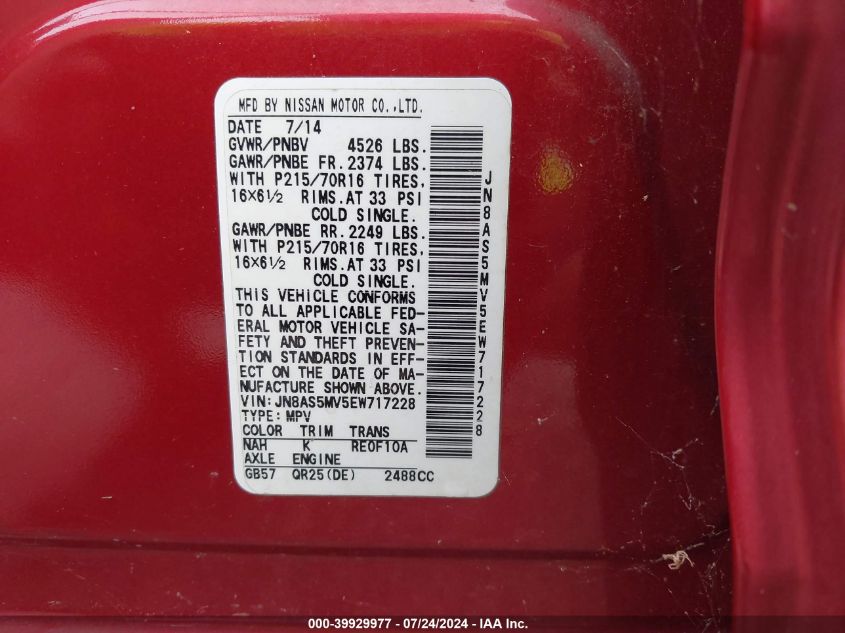 MFD BY NISSAN MOTOR CO.,LTD.
DATE 7/14
GVWR/PNBV 4526 LBS.
GAWR/PNBE FR.2374 LBS.
WITH P215/70R16 TIRES,
16X6½ RIMS.AT 33 PSI
COLD SINGLE.
GAWR/PNBE RR.2249 LBS.
WITH P215/70R16 TIRES,
16X6½ RIMS.AT 33 PSI
COLD SINGLE.
THIS VEHICLE CONFORMS
TO ALL APPLICABLE FED-
ERAL MOTOR VEHICLE SA-
FETY AND THEFT PREVEN-
TION STANDARDS IN EFF-
ECT ON THE DATE OF MA-
NUFACTURE SHOWN ABOVE.
VIN:JN8AS5MV5EW717228
TYPE:MPV
COLOR TRIM TRANS
NAH K RE0F10A
AXLE ENGINE
GB57 QR25(DE) 2488CC
JN8AS5MV5EW717228
000-39929977 - 07/24/2024 - IAA Inc.